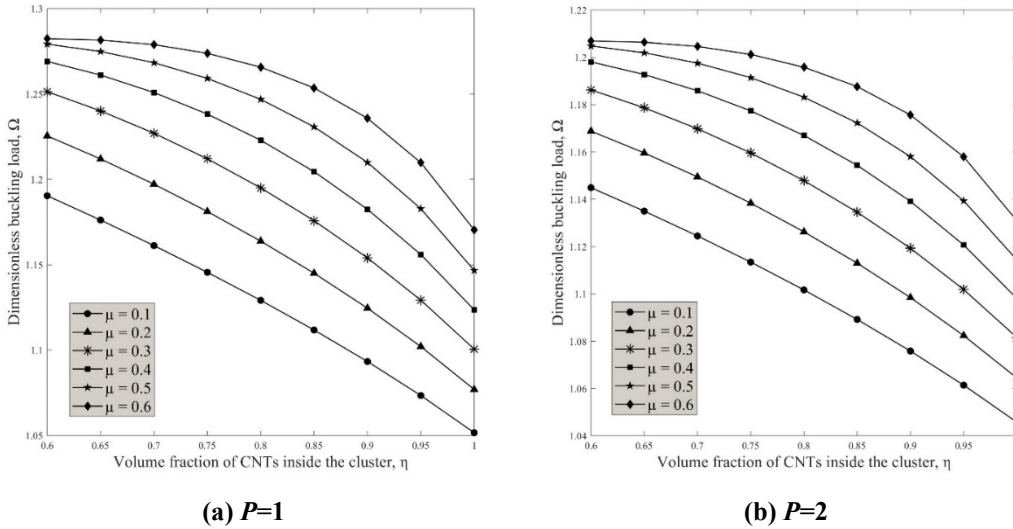 1.3
1.25
1.2
1.15
1.1
1.05
Dimensionless buckling load, Ω
μ = 0.1
μ = 0.2
μ = 0.3
μ = 0.4
μ = 0.5
μ = 0.6
0.6 0.65 0.7 0.75 0.8 0.85 0.9 0.95 1
Volume fraction of CNTs inside the cluster, η
(a) P=1
1.22
1.2
1.18
1.16
1.14
1.12
1.1
1.08
1.06
1.04
Dimensionless buckling load, Ω
μ = 0.1
μ = 0.2
μ = 0.3
μ = 0.4
μ = 0.5
μ = 0.6
0.6 0.65 0.7 0.75 0.8 0.85 0.9 0.95
Volume fraction of CNTs inside the cluster, η
(b) P=2